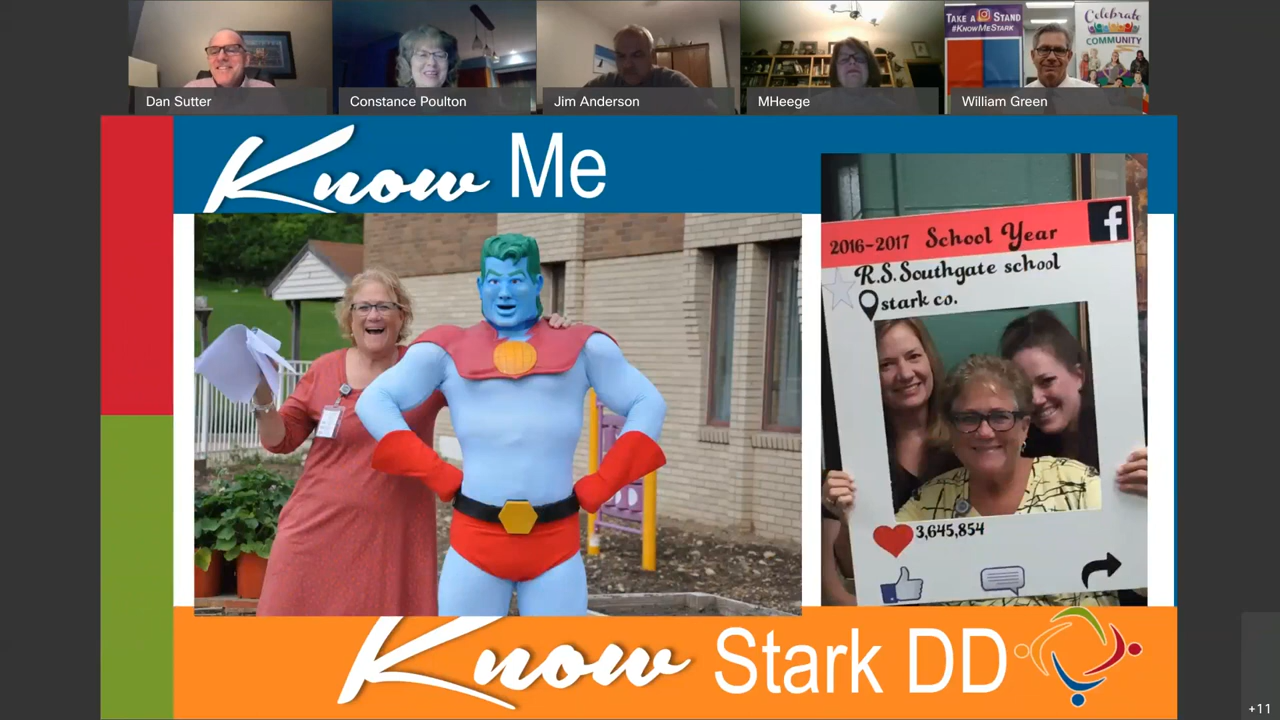 TAKE A STAND
#KNOWMESTARK
Celebrate
COMMUNITY
Dan Sutter
Constance Poulton
Jim Anderson
MHeege
William Green
Know Me
f
2016-2017 School Year
R.S.Southgate school
stark co.
3,645,854
Know Stark DD
+11